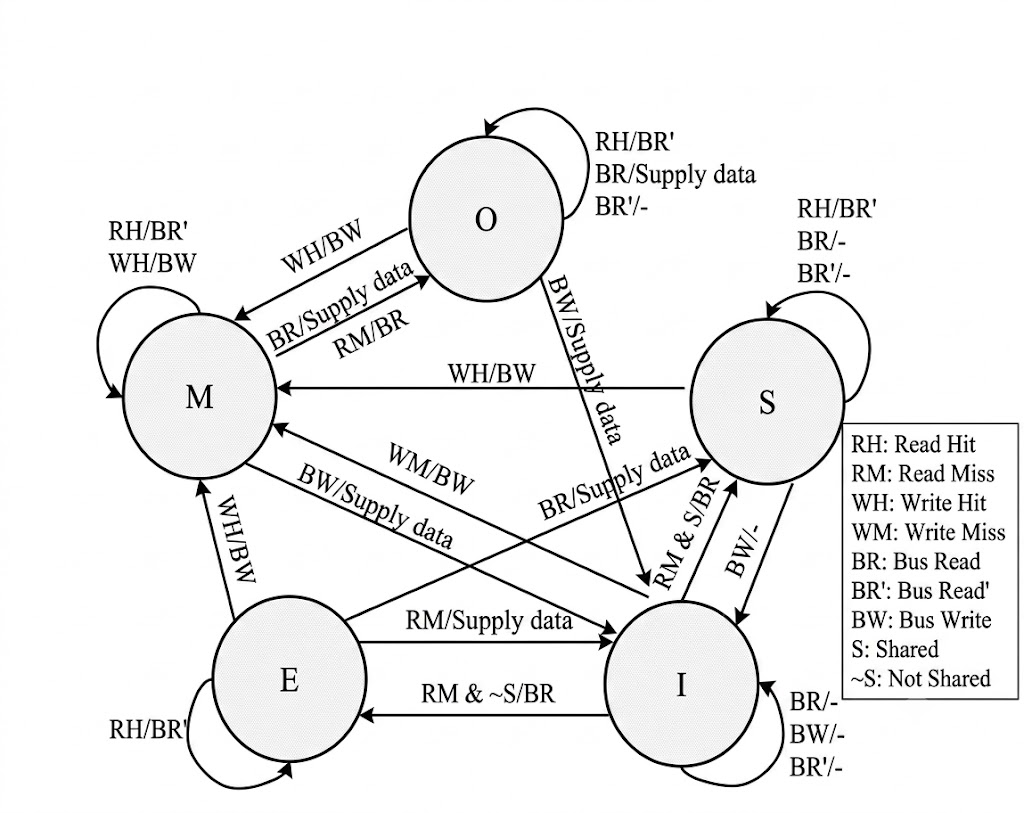 RH/BR'
BR/Supply data
BR'/-
O
RH/BR'
BR/-
BR'/-
RH/BR'
WH/BW
WH/BW
BR/Supply data
RM/BR
BW/Supply data
WH/BW
M
S
WM/BW
BW/Supply data
BR/Supply data
RM & S/BR
BW/-
WH/BW
RM/Supply data
RM & ~S/BR
E
I
RH/BR'
BR/-
BW/-
BR'/-
RH: Read Hit
RM: Read Miss
WH: Write Hit
WM: Write Miss
BR: Bus Read
BR': Bus Read'
BW: Bus Write
S: Shared
~S: Not Shared